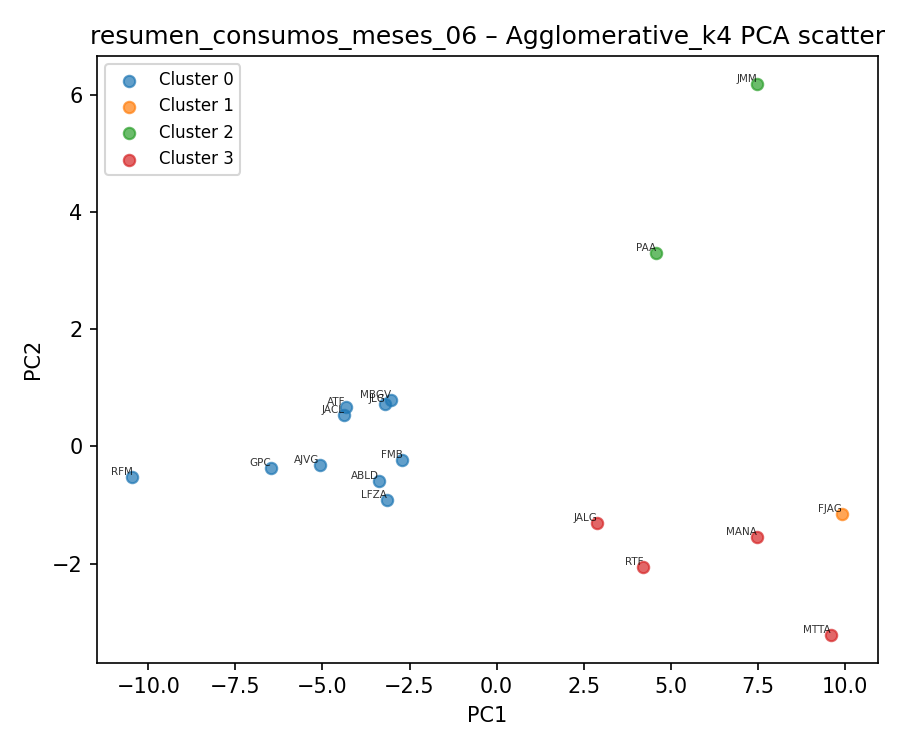 resumen_consumos_meses_06 – Agglomerative_k4 PCA scatter
Cluster 0
Cluster 1
Cluster 2
Cluster 3
JMM
PAA
MBGV
ATF
JACL
RFM
GPC
AJVG
FMB
ABLD
LFZA
JALG
RTF
MANA
FJAG
MTTA
6
4
2
0
−2
PC2
−10.0
−7.5
−5.0
−2.5
0.0
2.5
5.0
7.5
10.0
PC1